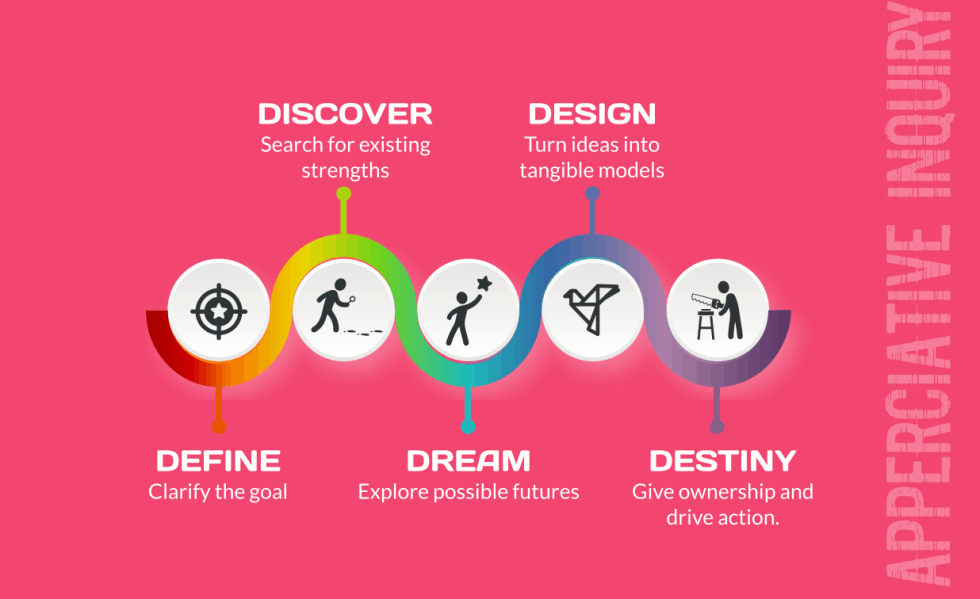 DEFINE
Clarify the goal
DISCOVER
Search for existing
strengths
DREAM
Explore possible futures
DESIGN
Turn ideas into
tangible models
DESTINY
Give ownership and
drive action.
APPERCIATIVE INQUIRY